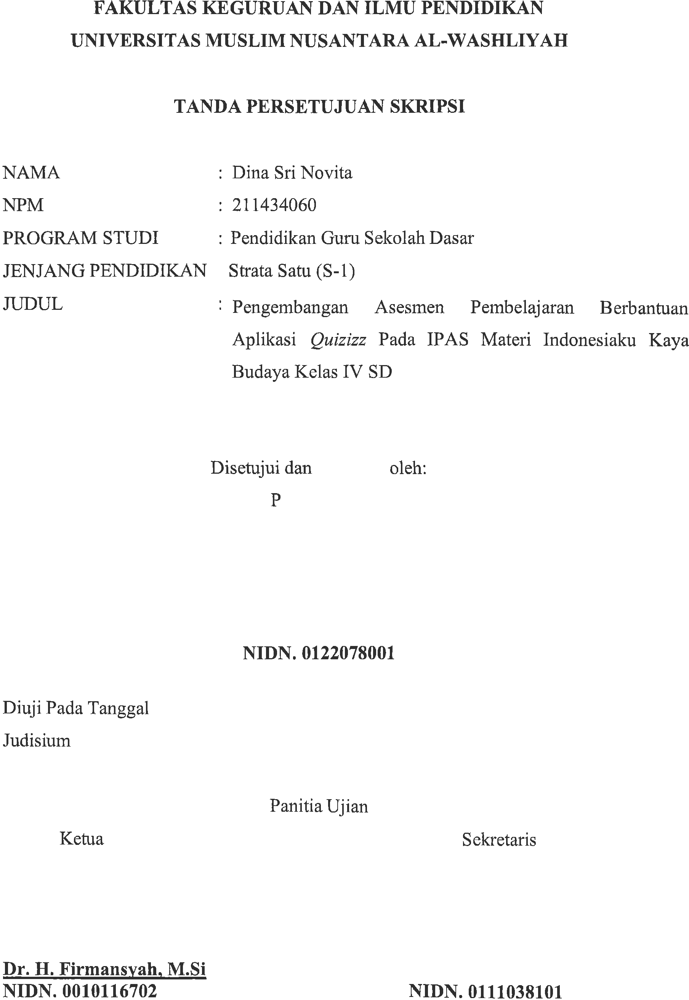 FAKULTAS KEGURUAN DAN ILMU PENDIDIKAN
UNIVERSITAS MUSLIM NUSANTARA AL-WASHLIYAH
TANDA PERSETUJUAN SKRIPSI
NAMA : Dina Sri Novita
NPM : 211434060
PROGRAM STUDI : Pendidikan Guru Sekolah Dasar
JENJANG PENDIDIKAN Strata Satu (S-1)
JUDUL : Pengembangan Asesmen Pembelajaran Berbantuan
Aplikasi Quizizz Pada IPAS Materi Indonesiaku Kaya
Budaya Kelas IV SD
Disetujui dan oleh:
P
NIDN. 0122078001
Diuji Pada Tanggal
Judisium
Panitia Ujian
Ketua Sekretaris
Dr. H. Firmansyah, M.Si
NIDN. 0010116702 NIDN. 0111038101